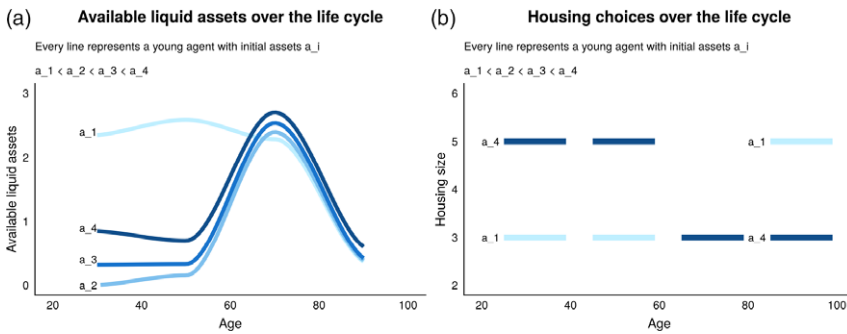 (a) Available liquid assets over the life cycle
Every line represents a young agent with initial assets a_i
a_1 < a_2 < a_3 < a_4
3
2
1
0
Available liquid assets
a_1
a_4
a_3
a_2
20 40 60 80 100
Age
(b) Housing choices over the life cycle
Every line represents a young agent with initial assets a_i
a_1 < a_2 < a_3 < a_4
6
5
4
3
2
Housing size
a_4 a_1
a_1 a_4
20 40 60 80 100
Age